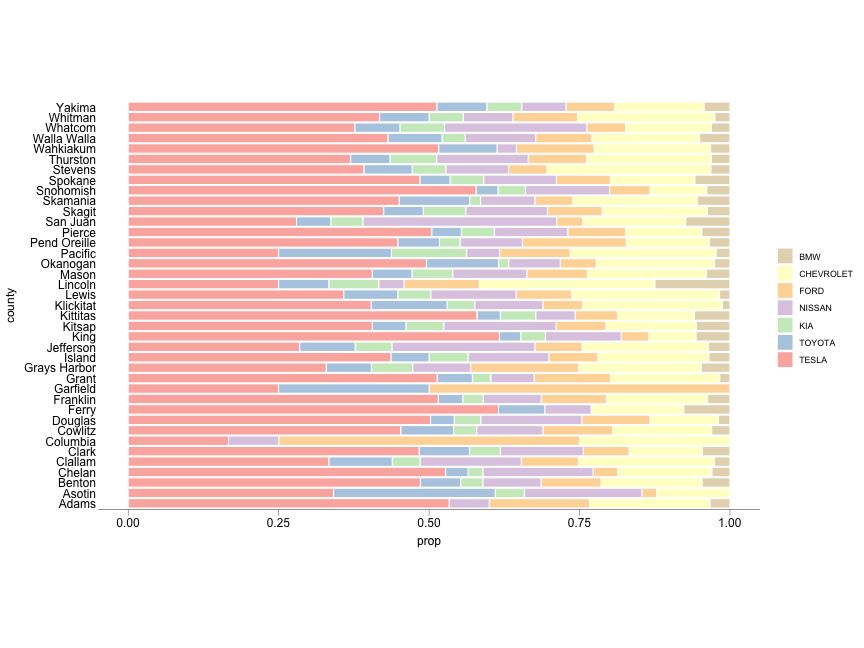 Yakima
Whitman
Whatcom
Walla Walla
Wahkiakum
Thurston
Stevens
Spokane
Snohomish
Skamania
Skagit
San Juan
Pierce
Pend Oreille
Pacific
Okanogan
Mason
Lincoln
Lewis
Klickitat
Kittitas
Kitsap
King
Jefferson
Island
Grays Harbor
Grant
Garfield
Franklin
Ferry
Douglas
Cowlitz
Columbia
Clark
Clallam
Chelan
Benton
Asotin
Adams
county
0.00 0.25 0.50 0.75 1.00
prop
BMW
CHEVROLET
FORD
NISSAN
KIA
TOYOTA
TESLA